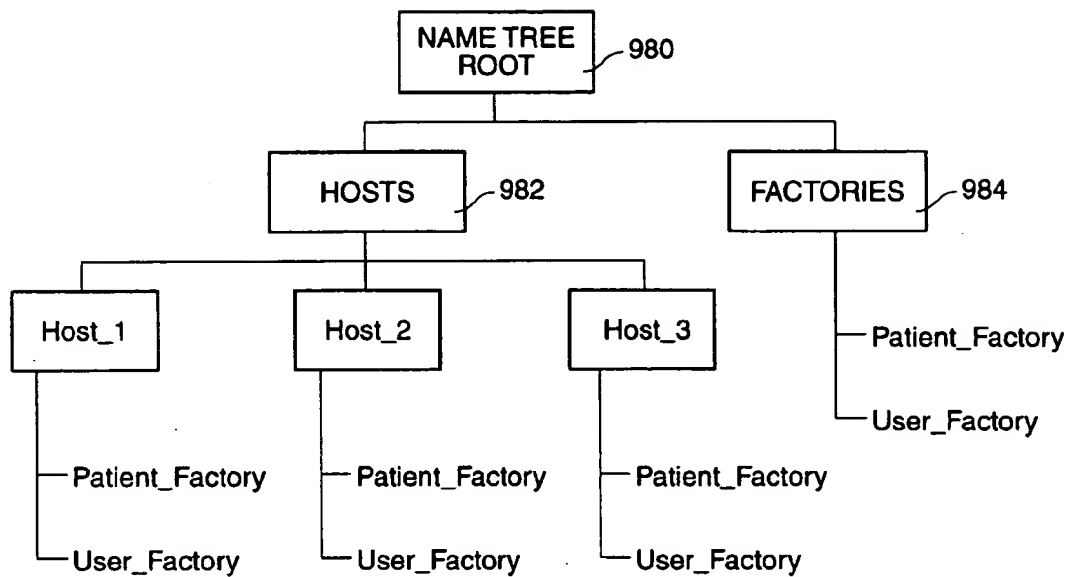 NAME TREE
ROOT
980
HOSTS
982
FACTORIES
984
Host_1
Host_2
Host_3
Patient_Factory
User_Factory
Patient_Factory
Patient_Factory
Patient_Factory
User_Factory
User_Factory
User_Factory